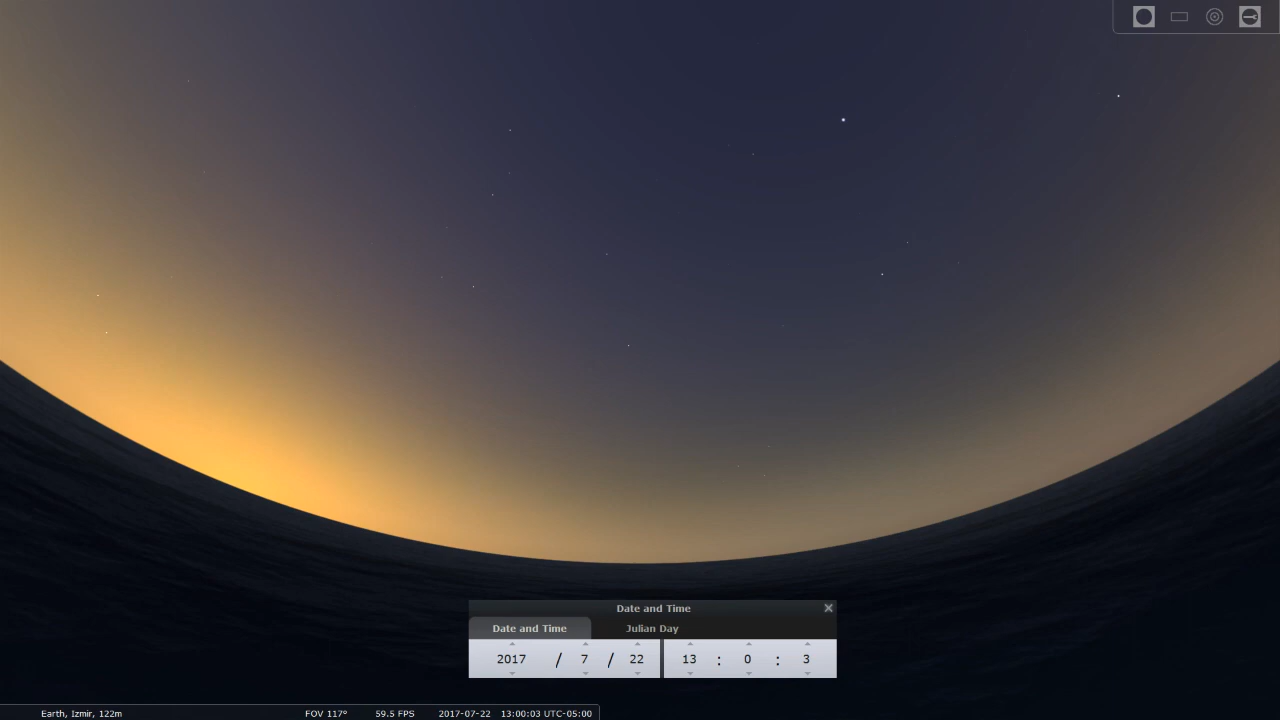 Date and Time
Date and Time Julian Day
2017 / 7 / 22 13 : 0 : 3
Earth, Izmir, 122m FOV 117° 59.5 FPS 2017-07-22 13:00:03 UTC-05:00